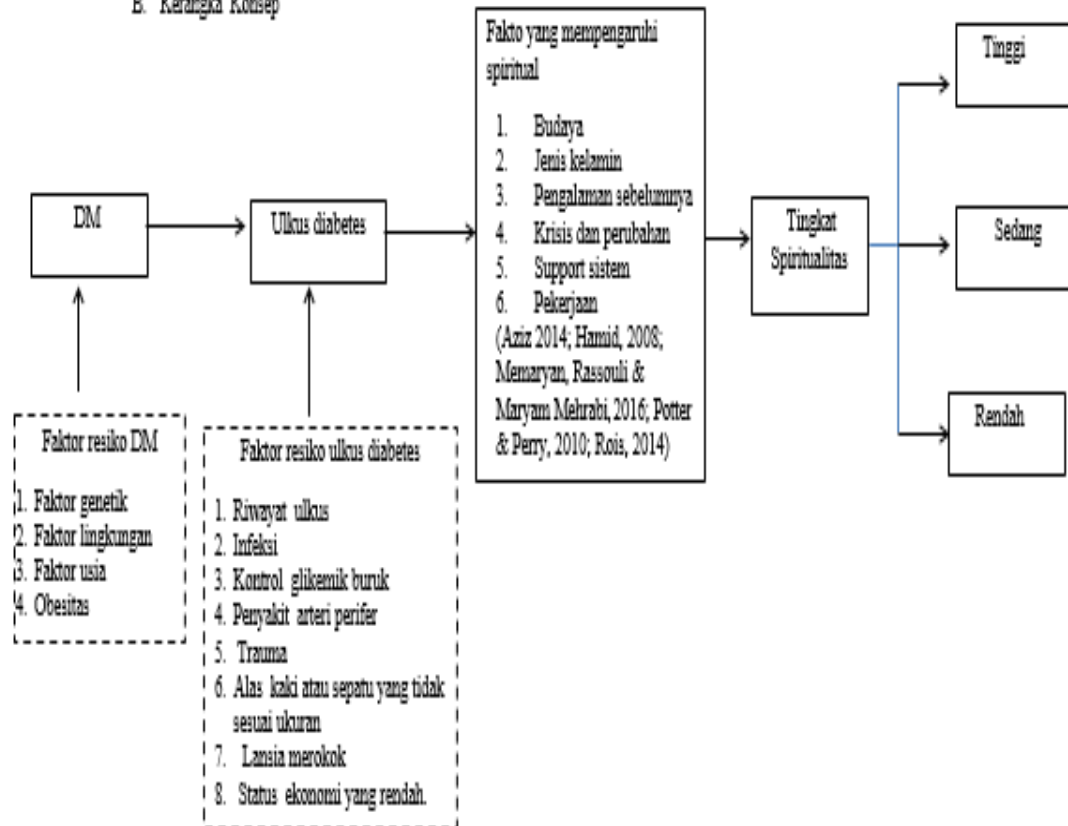 B. Kerangka Konsep
DM
Faktor resiko DM
1. Faktor genetik
2. Faktor lingkungan
3. Faktor usia
4. Obesitas
Ulkus diabetes
Faktor resiko ulkus diabetes
1. Riwayat ulkus
2. Infeksi
3. Kontrol glikemik buruk
4. Penyakit arteri perifer
5. Trauma
6. Alas kaki atau sepatu yang tidak
sesuai ukuran
7. Lansia merokok
8. Status ekonomi yang rendah.
Fakto yang mempengaruhi
spiritual
1. Budaya
2. Jenis kelamin
3. Pengalaman sebelumnya
4. Krisis dan perubahan
5. Support sistem
6. Pekerjaan
(Aziz 2014; Hamid, 2008;
Memaryan, Rassouli &
Maryam Mehrabi, 2016; Potter
& Perry, 2010; Rois, 2014)
Tingkat
Spiritualitas
Tinggi
Sedang
Rendah